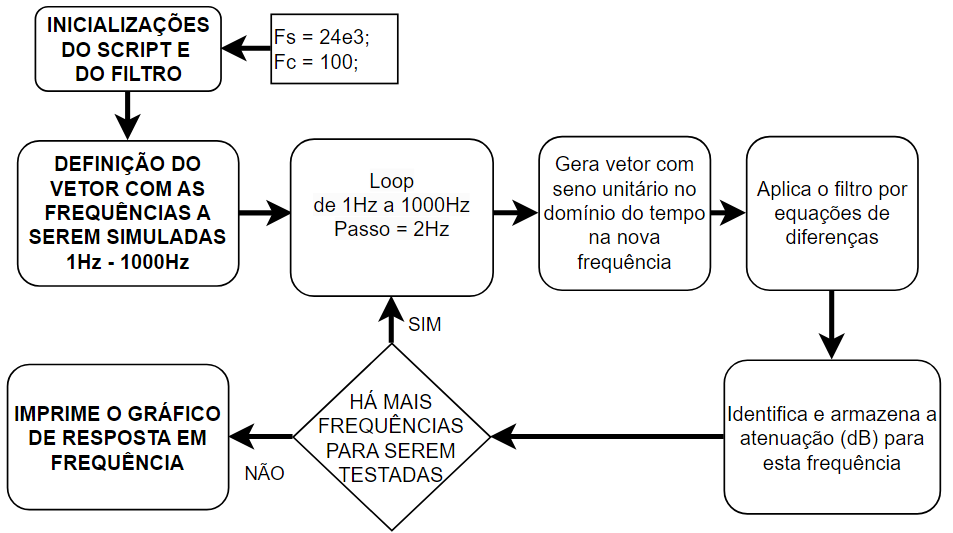 INICIALIZAÇÕES
DO SCRIPT E
DO FILTRO
Fs = 24e3;
Fc = 100;
DEFINIÇÃO DO
VETOR COM AS
FREQUÊNCIAS A
SEREM SIMULADAS
1Hz - 1000Hz
Loop
de 1Hz a 1000Hz
Passo = 2Hz
Gera vetor com
seno unitário no
domínio do tempo
na nova
frequência
Aplica o filtro por
equações de
diferenças
Identifica e armazena a
atenuação (dB) para
esta frequência
HÁ MAIS
FREQUÊNCIAS
PARA SEREM
TESTADAS
SIM
NÃO
IMPRIME O GRÁFICO
DE RESPOSTA EM
FREQUÊNCIA